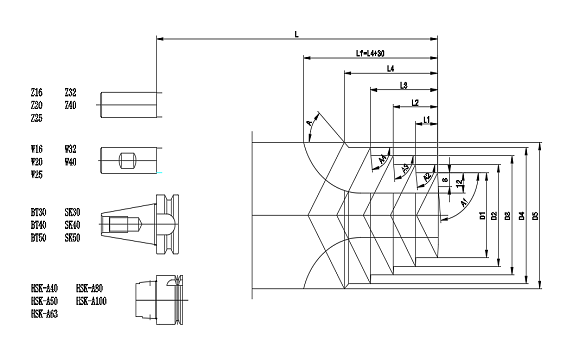 L
Lf=L4+30
L4
L3
L2
L1
Z16 Z32
Z20 Z40
Z25
A
W16 W32
W20 W40
W25
A4
A3
A2
8
12
A1
BT30 SK30
BT40 SK40
BT50 SK50
D1
D2
D3
D4
D5
HSK-A40 HSK-A80
HSK-A50 HSK-A100
HSK-A63